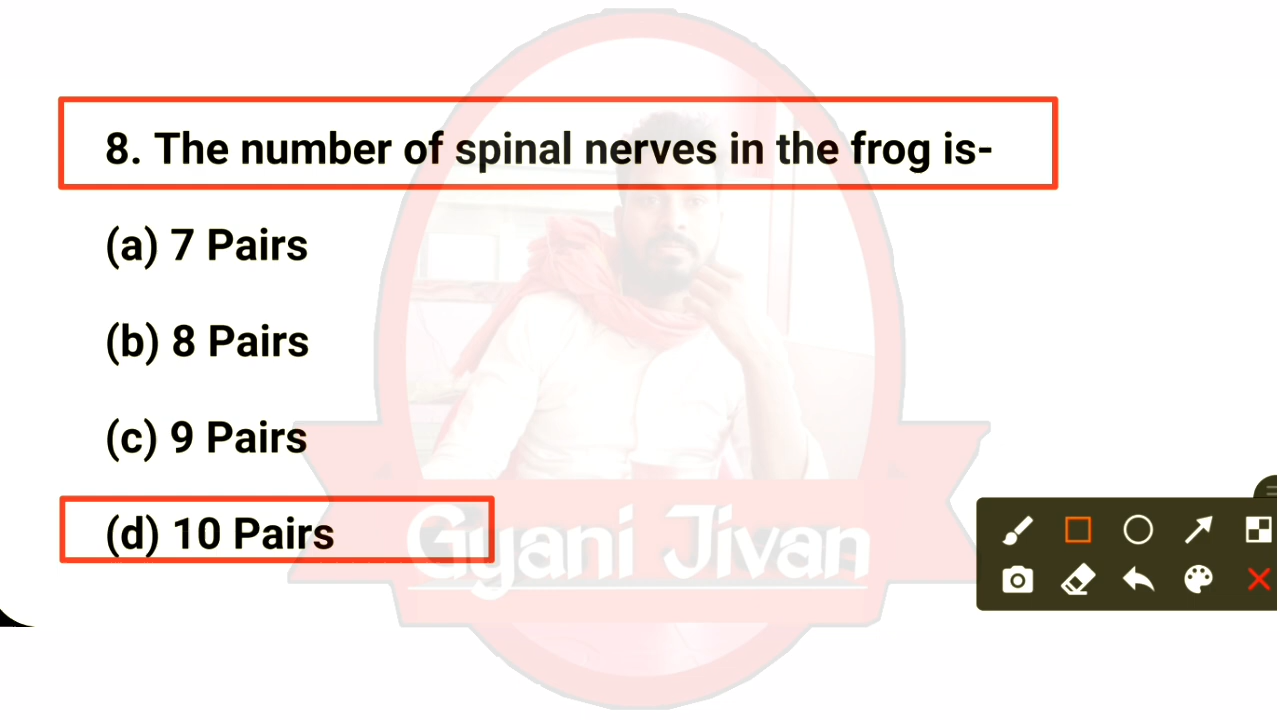 8. The number of spinal nerves in the frog is-
(a) 7 Pairs
(b) 8 Pairs
(c) 9 Pairs
(d) 10 Pairs
Gyani Jivan